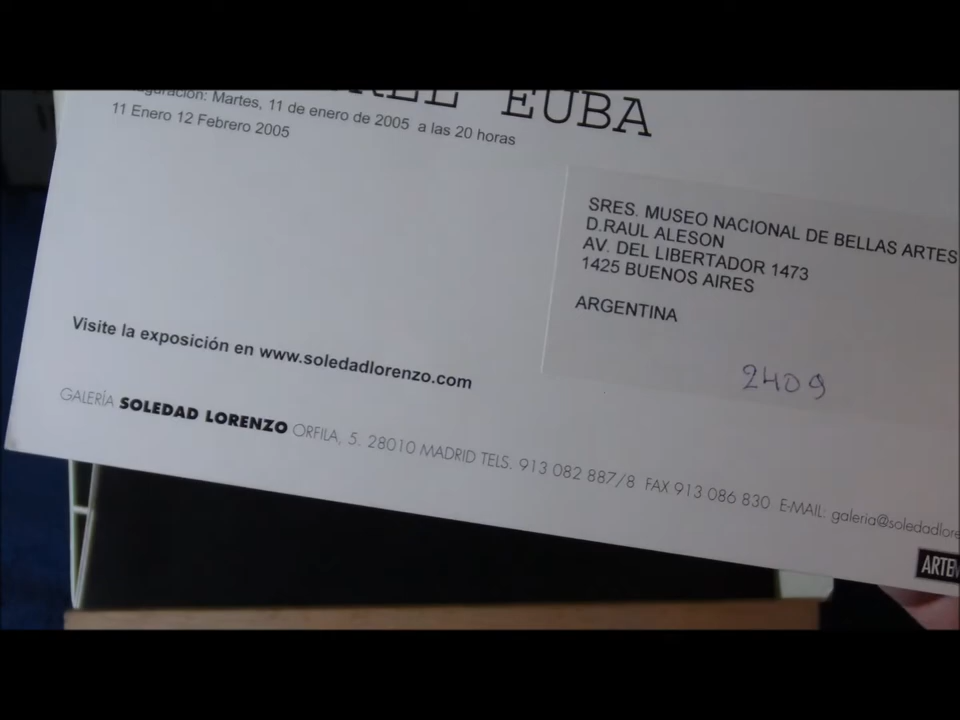 EUBA
Martes, 11 de enero de 2005 a las 20 horas
11 Enero 12 Febrero 2005
SRES. MUSEO NACIONAL DE BELLAS ARTES
D.RAUL ALESON
AV. DEL LIBERTADOR 1473
1425 BUENOS AIRES
ARGENTINA
2409
Visite la exposición en www.soledadlorenzo.com
GALERÍA SOLEDAD LORENZO ORFILA, 5. 28010 MADRID TELS. 913 082 887/8 FAX 913 086 830 E-MAIL: galeria@soledadlore